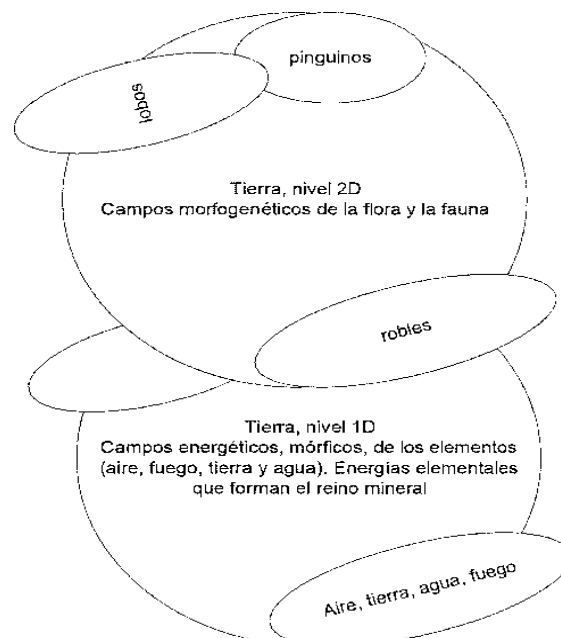 pinguinos
lobos
Tierra, nivel 2D
Campos morfogenéticos de la flora y la fauna
robles
Tierra, nivel 1D
Campos energéticos, mórficos, de los elementos
(aire, fuego, tierra y agua). Energías elementales
que forman el reino mineral
Aire, tierra, agua, fuego